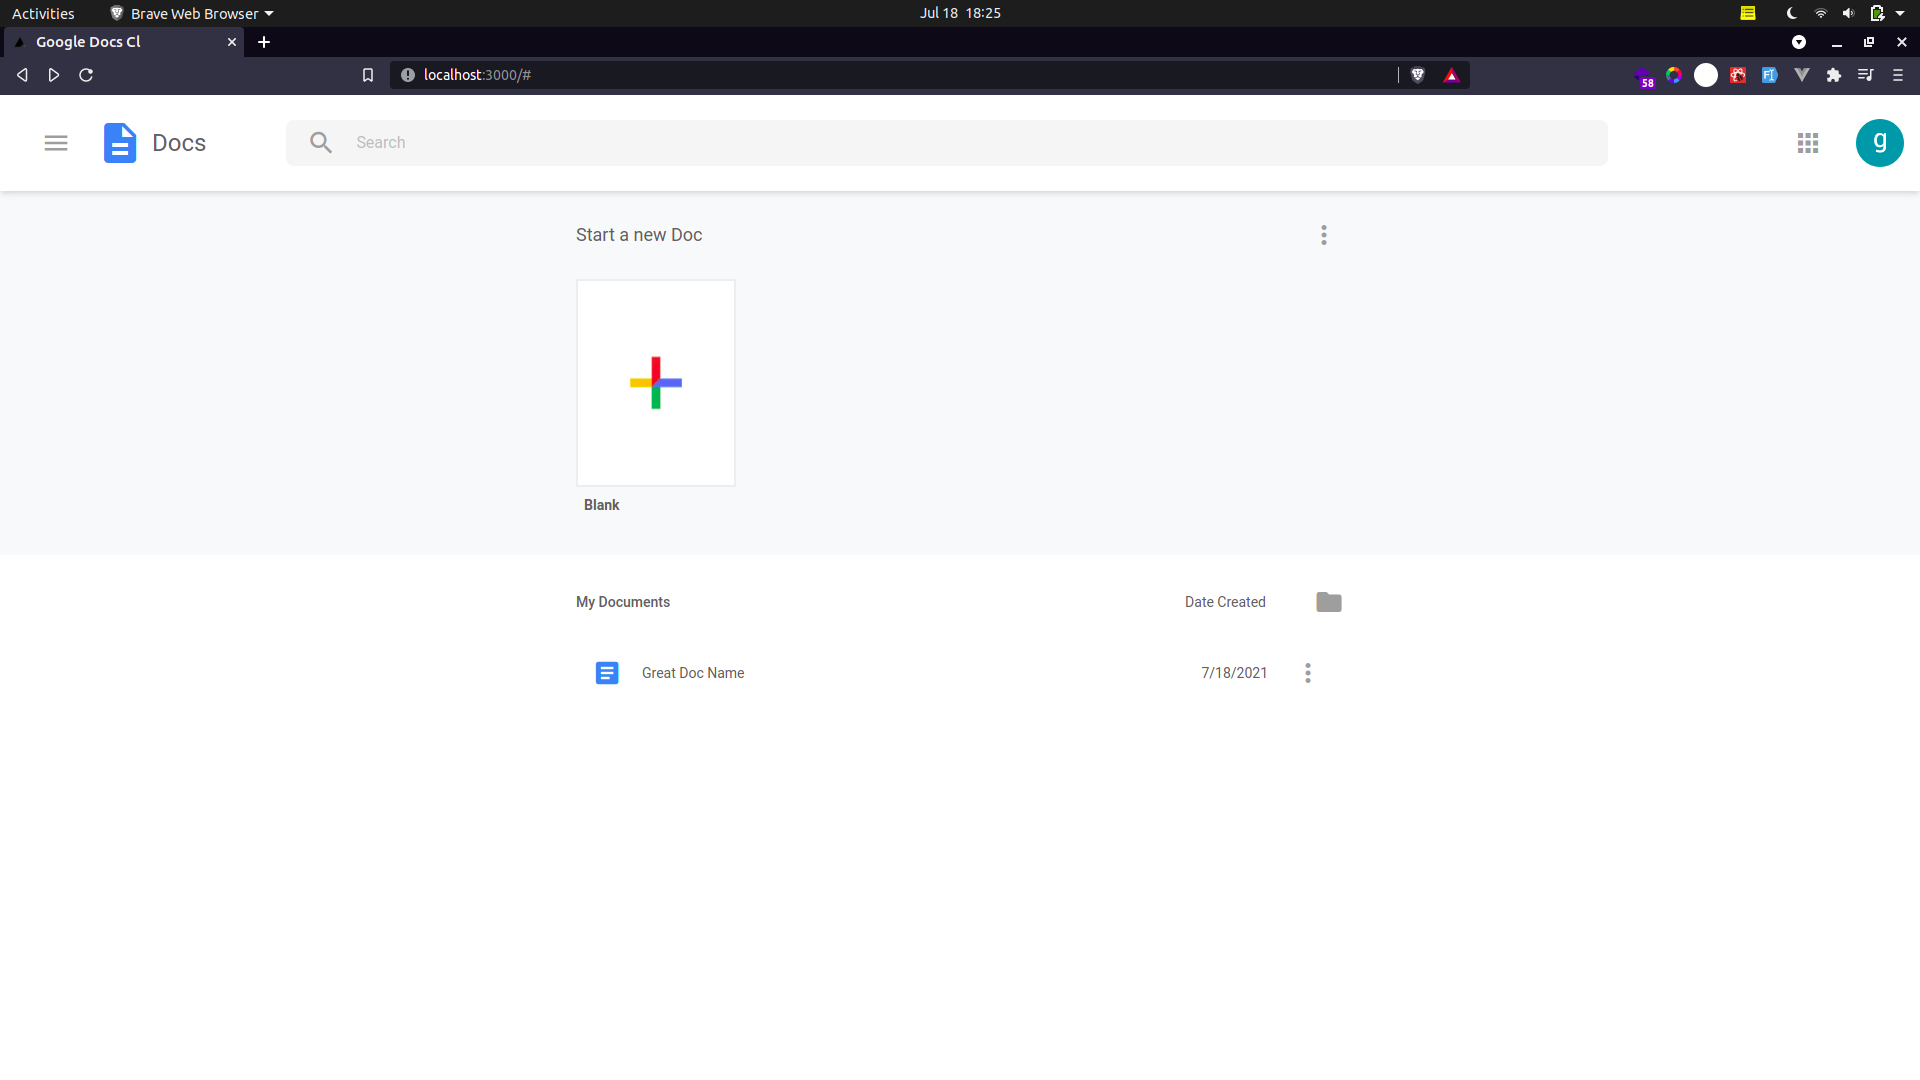 Activities
Brave Web Browser
Jul 18 18:25
Google Docs Cl
localhost:3000/#
58
Docs
Search
g
Start a new Doc
Blank
My Documents
Date Created
Great Doc Name
7/18/2021